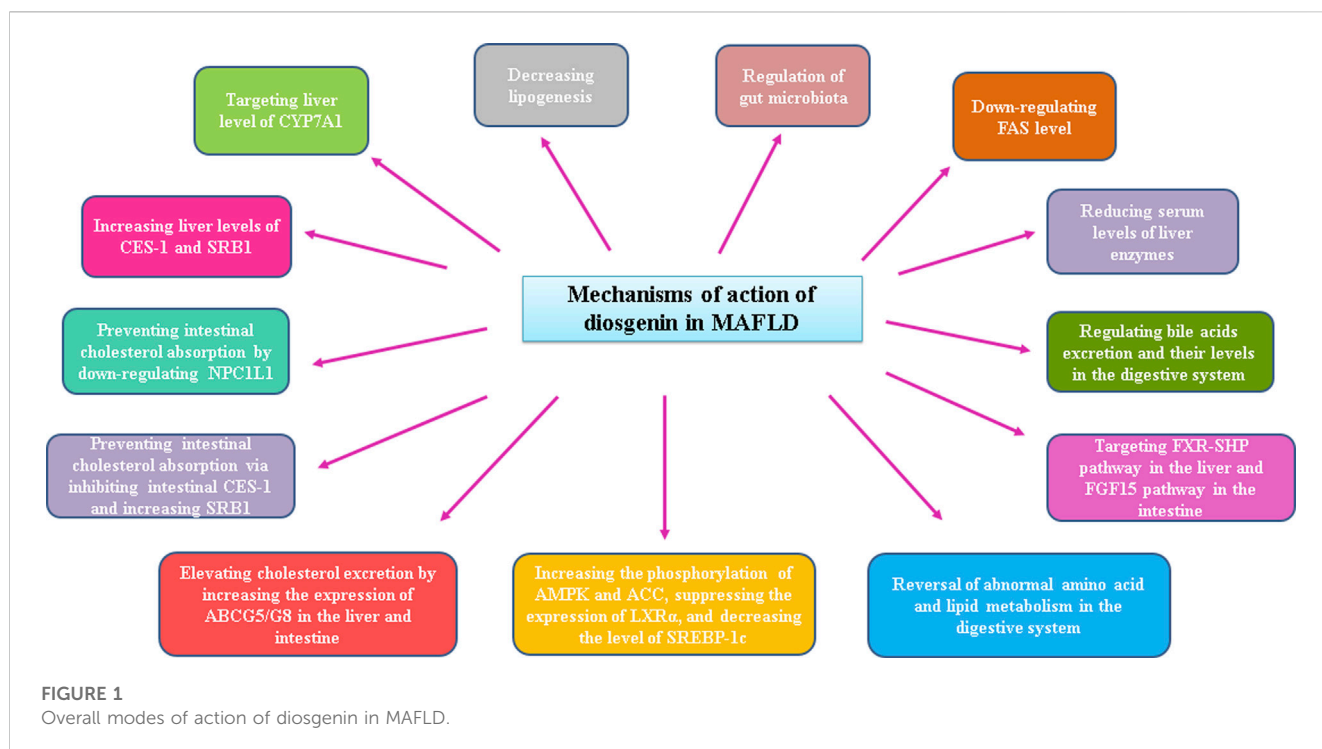 Targeting liver
level of CYP7A1
Decreasing
lipogenesis
Regulation of
gut microbiota
Down-regulating
FAS level
Increasing liver levels of
CES-1 and SRB1
Reducing serum
levels of liver
enzymes
Mechanisms of action of
diosgenin in MAFLD
Preventing intestinal
cholesterol absorption by
down-regulating NPC1L1
Regulating bile acids
excretion and their levels
in the digestive system
Preventing intestinal
cholesterol absorption via
inhibiting intestinal CES-1
and increasing SRB1
Targeting FXR-SHP
pathway in the liver and
FGF15 pathway in the
intestine
Elevating cholesterol excretion by
increasing the expression of
ABCG5/G8 in the liver and
intestine
Increasing the phosphorylation of
AMPK and ACC, suppressing the
expression of LXRα, and decreasing
the level of SREBP-1c
Reversal of abnormal amino acid
and lipid metabolism in the
digestive system
FIGURE 1
Overall modes of action of diosgenin in MAFLD.